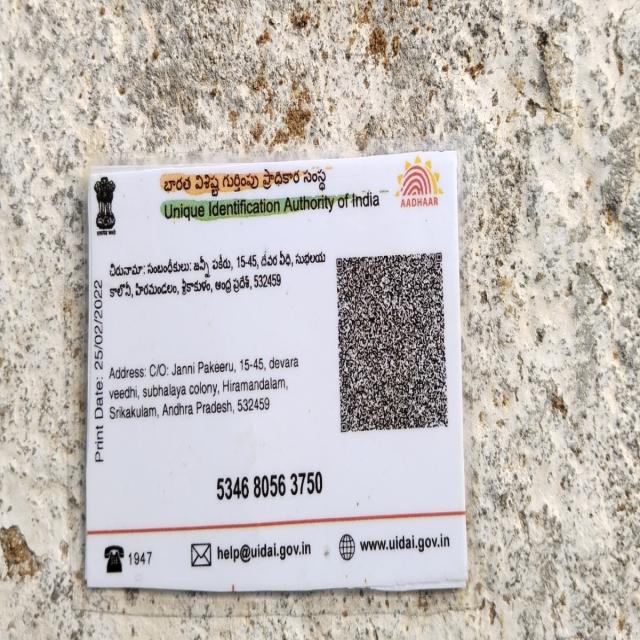 భారత విశిష్ట గుర్తింపు ప్రాధికార సంస్థ
Unique Identification Authority of India
AADHAAR
చిరునామా: సంబంధీకులు: జన్నీ పకీరు, 15-45, దేవర వీధి, సుభలయ
కాలోనీ, హిరమండలం, శ్రీకాకుళం, ఆంధ్ర ప్రదేశ్, 532459
Print Date: 25/02/2022
Address: C/O: Janni Pakeeru, 15-45, devara
veedhi, subhalaya colony, Hiramandalam,
Srikakulam, Andhra Pradesh, 532459
5346 8056 3750
1947
help@uidai.gov.in
www.uidai.gov.in